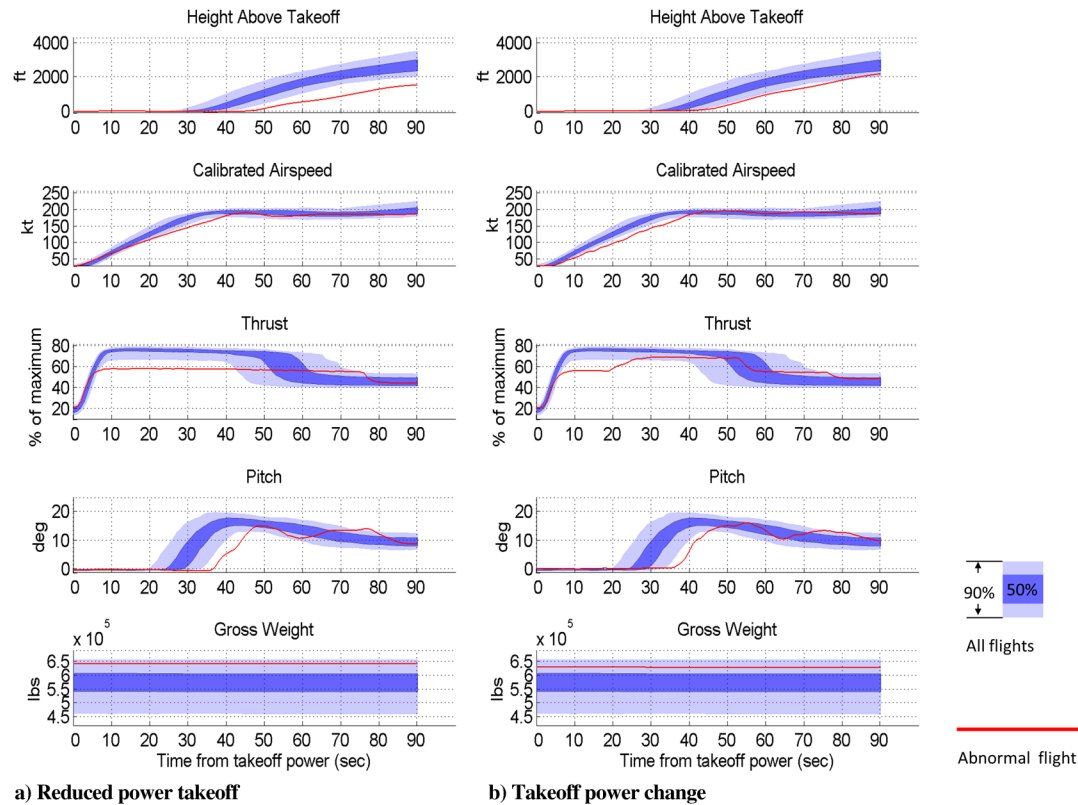 Height Above Takeoff
4000
2000
0
ft
0 10 20 30 40 50 60 70 80 90
Calibrated Airspeed
250
200
150
100
50
kt
0 10 20 30 40 50 60 70 80 90
Thrust
80
60
40
20
% of maximum
0 10 20 30 40 50 60 70 80 90
Pitch
20
10
0
deg
0 10 20 30 40 50 60 70 80 90
Gross Weight
x 10^5
6.5
6
5.5
5
4.5
lbs
0 10 20 30 40 50 60 70 80 90
Time from takeoff power (sec)
a) Reduced power takeoff
Height Above Takeoff
4000
2000
0
ft
0 10 20 30 40 50 60 70 80 90
Calibrated Airspeed
250
200
150
100
50
kt
0 10 20 30 40 50 60 70 80 90
Thrust
80
60
40
20
% of maximum
0 10 20 30 40 50 60 70 80 90
Pitch
20
10
0
deg
0 10 20 30 40 50 60 70 80 90
Gross Weight
x 10^5
6.5
6
5.5
5
4.5
lbs
0 10 20 30 40 50 60 70 80 90
Time from takeoff power (sec)
b) Takeoff power change
90% 50%
All flights
Abnormal flight